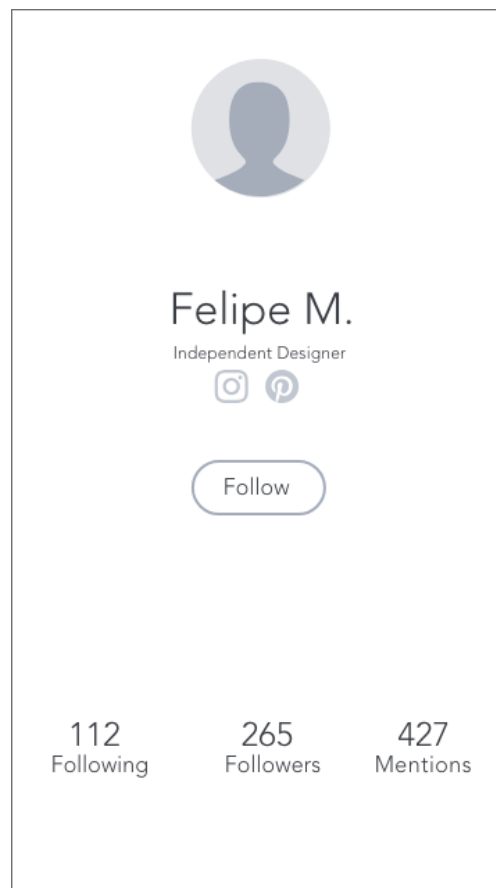 Felipe M.
Independent Designer
Follow
112 265 427
Following Followers Mentions